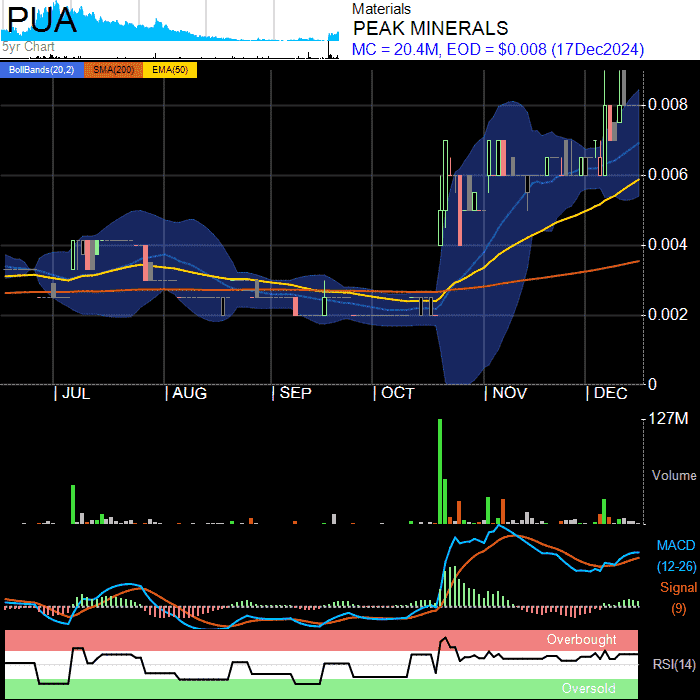 PUA
5yr Chart
Materials
PEAK MINERALS
MC = 20.4M, EOD = $0.008 (17Dec2024)
BollBands(20,2) SMA(200) EMA(50)
0.008
0.006
0.004
0.002
0
JUL AUG SEP OCT NOV DEC
127M
Volume
MACD
(12-26)
Signal
(9)
Overbought
RSI(14)
Oversold